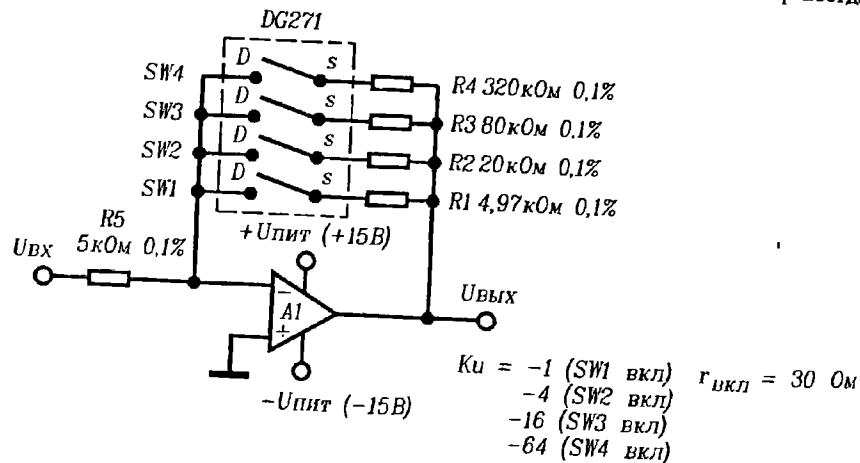 DG271
SW4
D
s
R4 320кОм 0,1%
SW3
D
s
R3 80кОм 0,1%
SW2
D
s
R2 20кОм 0,1%
SW1
D
s
R1 4,97кОм 0,1%
R5
5кОм 0,1%
+Uпит (+15В)
Uвх
A1
−
+
Uвых
−Uпит (−15В)
Кu = −1 (SW1 вкл) rвкл = 30 Ом
−4 (SW2 вкл)
−16 (SW3 вкл)
−64 (SW4 вкл)